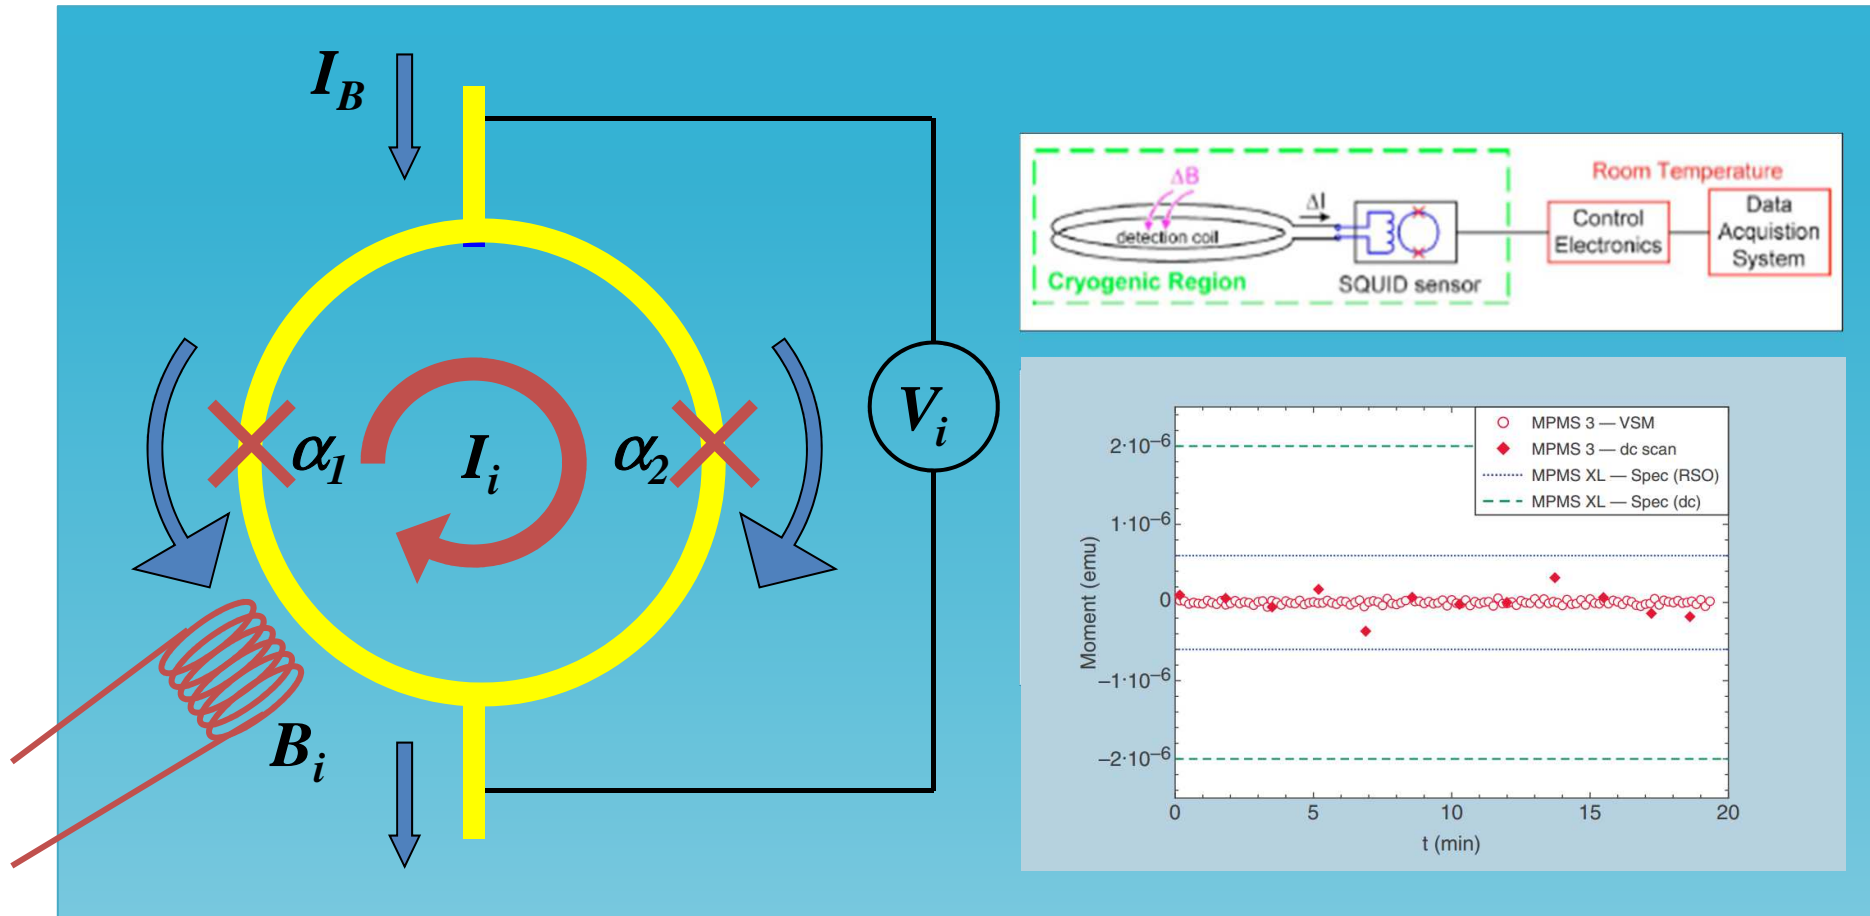 I_B
α_1
I_i
α_2
V_i
B_i
Room Temperature
ΔB
ΔI
detection coil
Cryogenic Region
SQUID sensor
Control
Electronics
Data
Acquistion
System
MPMS 3 — VSM
MPMS 3 — dc scan
MPMS XL — Spec (RSO)
MPMS XL — Spec (dc)
Moment (emu)
2·10⁻⁶
1·10⁻⁶
0
–1·10⁻⁶
–2·10⁻⁶
0 5 10 15 20
t (min)